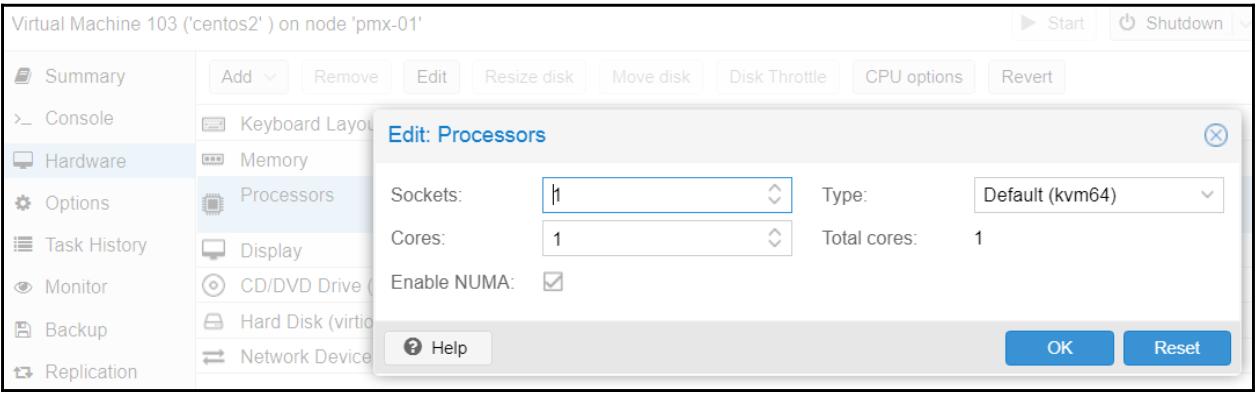 Virtual Machine 103 ('centos2' ) on node 'pmx-01'
Start
Shutdown
Summary
Console
Hardware
Options
Task History
Monitor
Backup
Replication
Add
Remove
Edit
Resize disk
Move disk
Disk Throttle
CPU options
Revert
Keyboard Layou
Memory
Processors
Display
CD/DVD Drive (
Hard Disk (virtio
Network Device
Edit: Processors
Sockets: 1
Type: Default (kvm64)
Cores: 1
Total cores: 1
Enable NUMA:
Help
OK
Reset